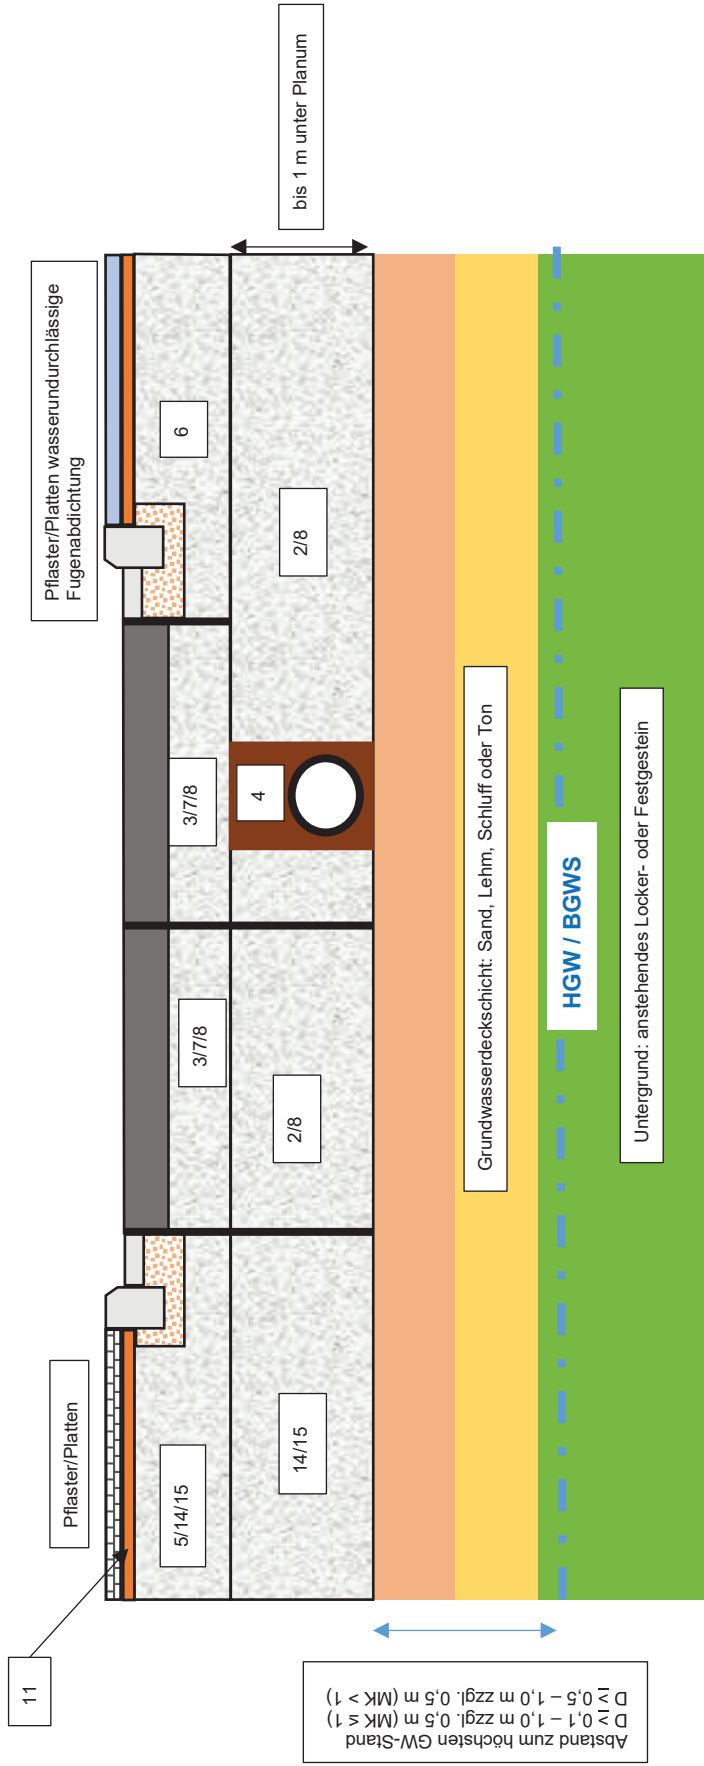 11
Pflaster/Platten
Pflaster/Platten wasserundurchlässige
Fugenabdichtung
5/14/15
3/7/8
3/7/8
6
14/15
2/8
4
2/8
bis 1 m unter Planum
Abstand zum höchsten GW-Stand
D ≥ 0,1 – 1,0 m zzgl. 0,5 m (MK ≤ 1)
D ≥ 0,5 – 1,0 m zzgl. 0,5 m (MK > 1)
Grundwasserdeckschicht: Sand, Lehm, Schluff oder Ton
HGW / BGWS
Untergrund: anstehendes Locker- oder Festgestein